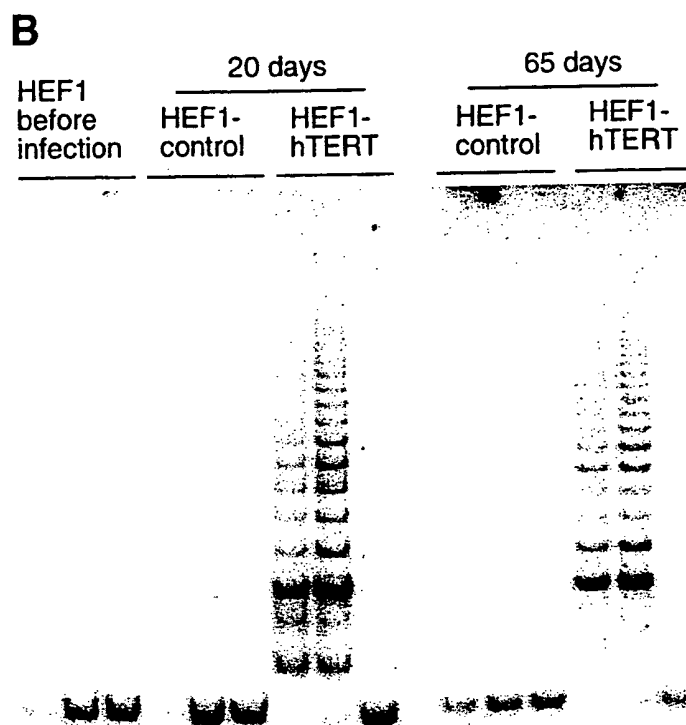 B
20 days
65 days
HEF1
before
infection
HEF1-
control
HEF1-
hTERT
HEF1-
control
HEF1-
hTERT